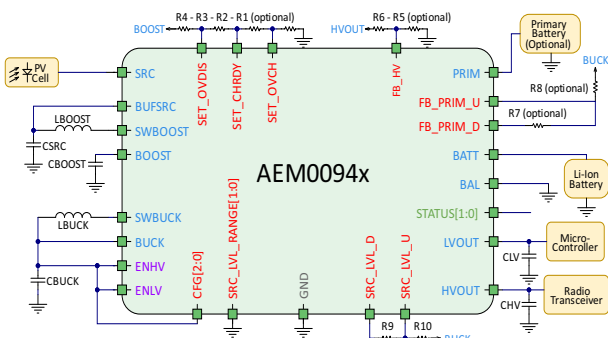 R4 - R3 - R2 - R1 (optional)
BOOST
R6 - R5 (optional)
HVOUT
Primary
Battery
(Optional)
BUCK
PV
Cell
SRC
SET_OVDIS
SET_CHRDY
SET_OVCH
FB_HV
PRIM
R8 (optional)
BUFSRC
FB_PRIM_U
LBOOST
R7 (optional)
SWBOOST
FB_PRIM_D
CSRC
CBOOST
BOOST
BATT
AEM0094x
BAL
Li-Ion
Battery
STATUS[1:0]
SWBUCK
LBUCK
BUCK
LVOUT
Micro-
Controller
CLV
ENHV
CBUCK
ENLV
CFG[2:0]
SRC_LVL_RANGE[1:0]
GND
SRC_LVL_D
SRC_LVL_U
HVOUT
Radio
Transceiver
CHV
R9
R10
BUCK